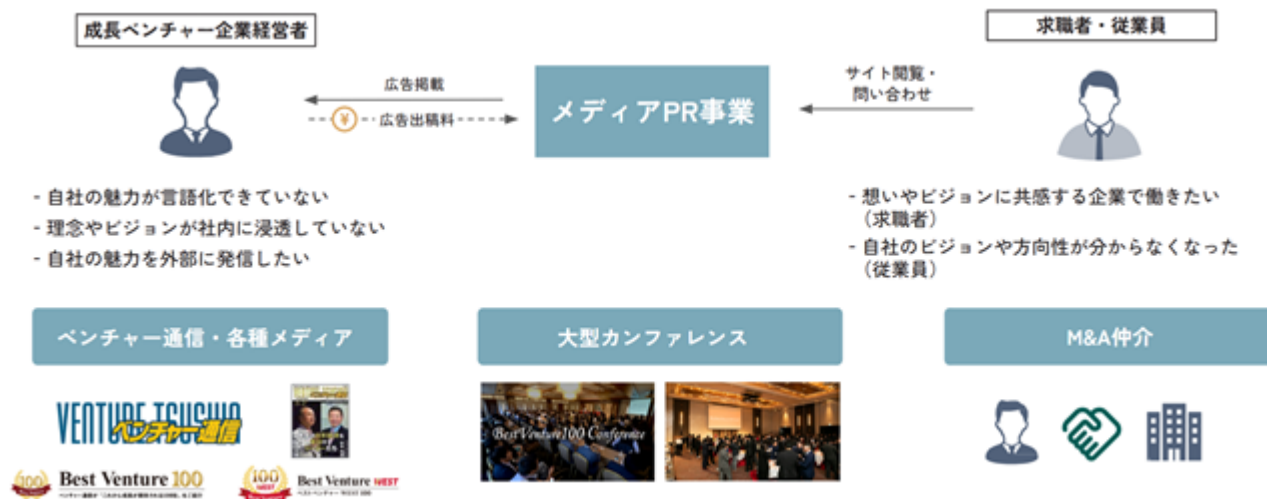 成長ベンチャー企業経営者
求職者・従業員
広告掲載
¥
広告出稿料
メディアPR事業
サイト閲覧・
問い合わせ
- 自社の魅力が言語化できていない
- 理念やビジョンが社内に浸透していない
- 自社の魅力を外部に発信したい
- 想いやビジョンに共感する企業で働きたい
（求職者）
- 自社のビジョンや方向性が分からなくなった
（従業員）
ベンチャー通信・各種メディア
大型カンファレンス
M&A仲介
VENTURE TSUSHIN
ベンチャー通信
BestVenture100 Conference
100
Best Venture 100
100
WEST
Best Venture WEST